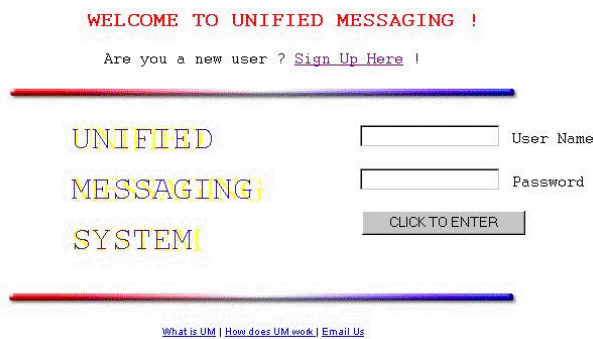 WELCOME TO UNIFIED MESSAGING !
Are you a new user ? Sign Up Here !
UNIFIED
MESSAGING
SYSTEM
User Name
Password
CLICK TO ENTER
What is UM | How does UM work | Email Us